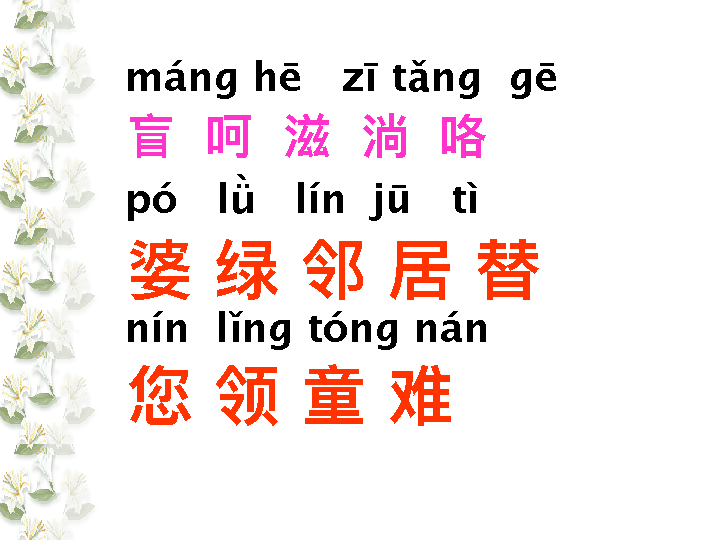 máng hē zī tǎng gē
盲 呵 滋 淌 咯
pó lǜ lín jū tì
婆 绿 邻 居 替
nín lǐng tóng nán
您 领 童 难